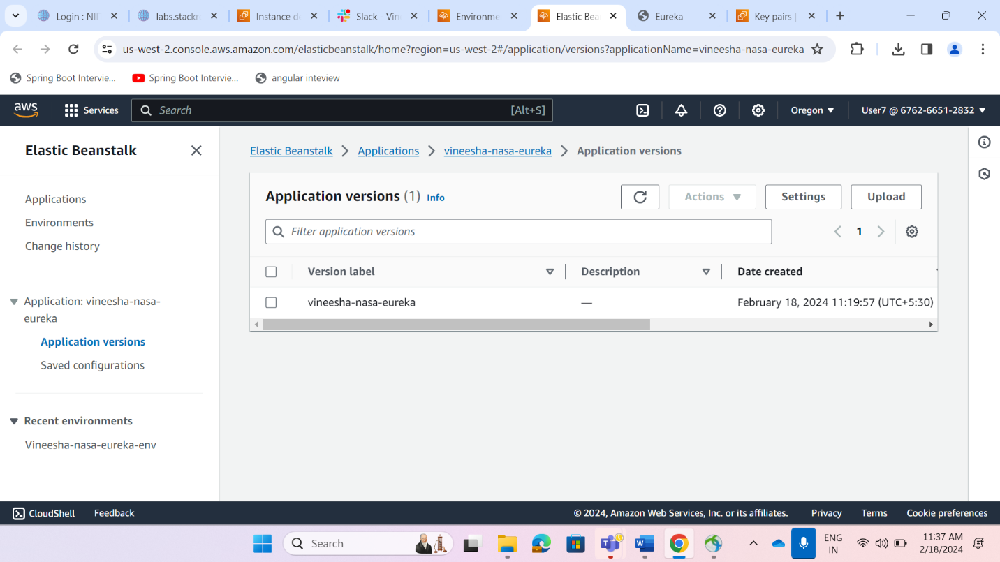 Login : NII
labs.stackr
Instance de
Slack - Vin
Environme
Elastic Bea
Eureka
Key pairs |
us-west-2.console.aws.amazon.com/elasticbeanstalk/home?region=us-west-2#/application/versions?applicationName=vineesha-nasa-eureka
Spring Boot Intervie...
Spring Boot Intervie...
angular inteview
aws
Services
Search
[Alt+S]
Oregon
User7 @ 6762-6651-2832
Elastic Beanstalk
Applications
Environments
Change history
Application: vineesha-nasa-
eureka
Application versions
Saved configurations
Recent environments
Vineesha-nasa-eureka-env
Elastic Beanstalk
Applications
vineesha-nasa-eureka
Application versions
Application versions (1) Info
Actions
Settings
Upload
Filter application versions
1
Version label
Description
Date created
vineesha-nasa-eureka
—
February 18, 2024 11:19:57 (UTC+5:30)
CloudShell
Feedback
© 2024, Amazon Web Services, Inc. or its affiliates.
Privacy
Terms
Cookie preferences
Search
ENG
IN
11:37 AM
2/18/2024